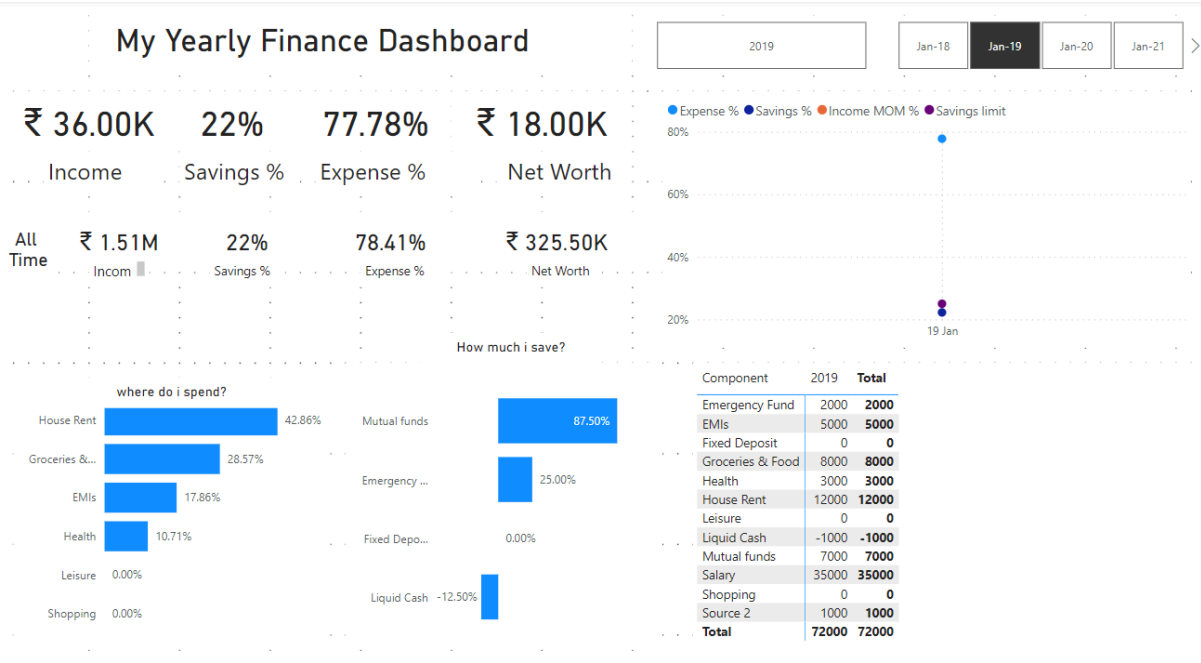 My Yearly Finance Dashboard
2019
Jan-18 Jan-19 Jan-20 Jan-21
₹ 36.00K 22% 77.78% ₹ 18.00K
Income Savings % Expense % Net Worth
All Time
₹ 1.51M 22% 78.41% ₹ 325.50K
Incom Savings % Expense % Net Worth
Expense % Savings % Income MOM % Savings limit
80%
60%
40%
20%
19 Jan
where do i spend?
House Rent 42.86%
Groceries &... 28.57%
EMIs 17.86%
Health 10.71%
Leisure 0.00%
Shopping 0.00%
How much i save?
Mutual funds 87.50%
Emergency ... 25.00%
Fixed Depo... 0.00%
Liquid Cash -12.50%
Component 2019 Total
Emergency Fund 2000 2000
EMIs 5000 5000
Fixed Deposit 0 0
Groceries & Food 8000 8000
Health 3000 3000
House Rent 12000 12000
Leisure 0 0
Liquid Cash -1000 -1000
Mutual funds 7000 7000
Salary 35000 35000
Shopping 0 0
Source 2 1000 1000
Total 72000 72000